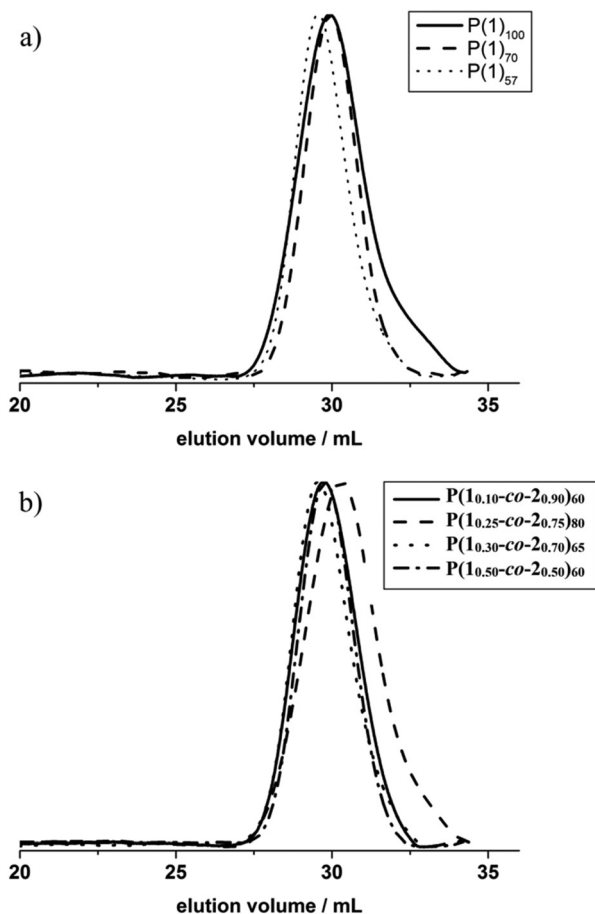 a)
P(1)100
P(1)70
P(1)57
20 25 30 35
elution volume / mL
b)
P(10.10-co-20.90)60
P(10.25-co-20.75)80
P(10.30-co-20.70)65
P(10.50-co-20.50)60
20 25 30 35
elution volume / mL